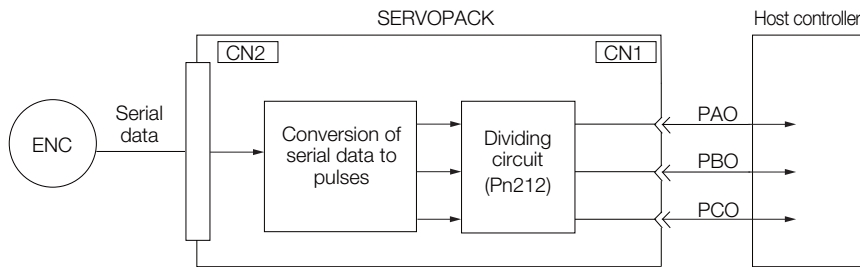 SERVOPACK
Host controller
CN2
CN1
ENC
Serial
data
Conversion of
serial data to
pulses
Dividing
circuit
(Pn212)
PAO
PBO
PCO